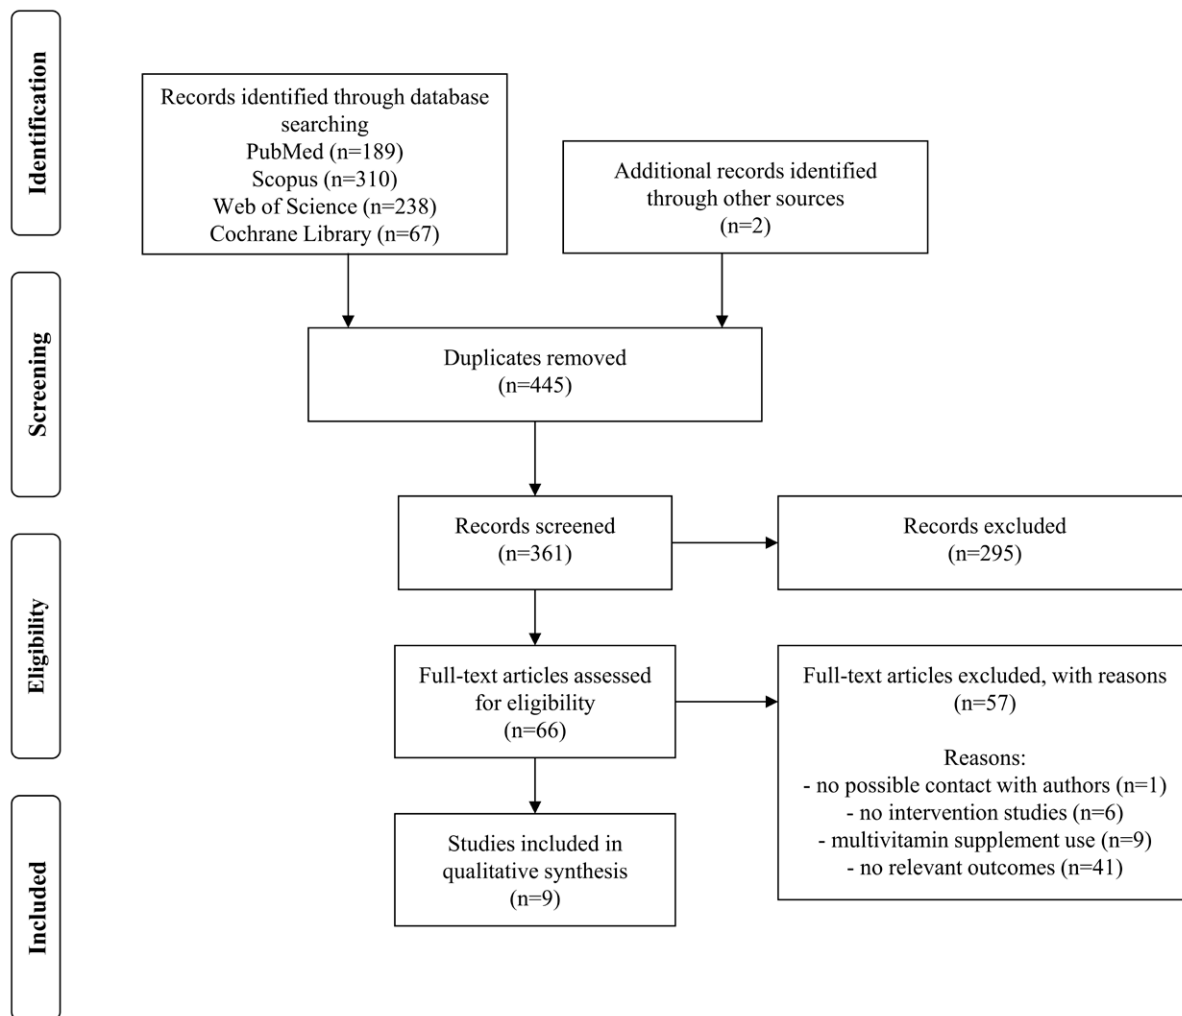 Identification
Records identified through database
searching
PubMed (n=189)
Scopus (n=310)
Web of Science (n=238)
Cochrane Library (n=67)
Additional records identified
through other sources
(n=2)
Screening
Duplicates removed
(n=445)
Records screened
(n=361)
Records excluded
(n=295)
Eligibility
Full-text articles assessed
for eligibility
(n=66)
Full-text articles excluded, with reasons
(n=57)
Reasons:
- no possible contact with authors (n=1)
- no intervention studies (n=6)
- multivitamin supplement use (n=9)
- no relevant outcomes (n=41)
Included
Studies included in
qualitative synthesis
(n=9)